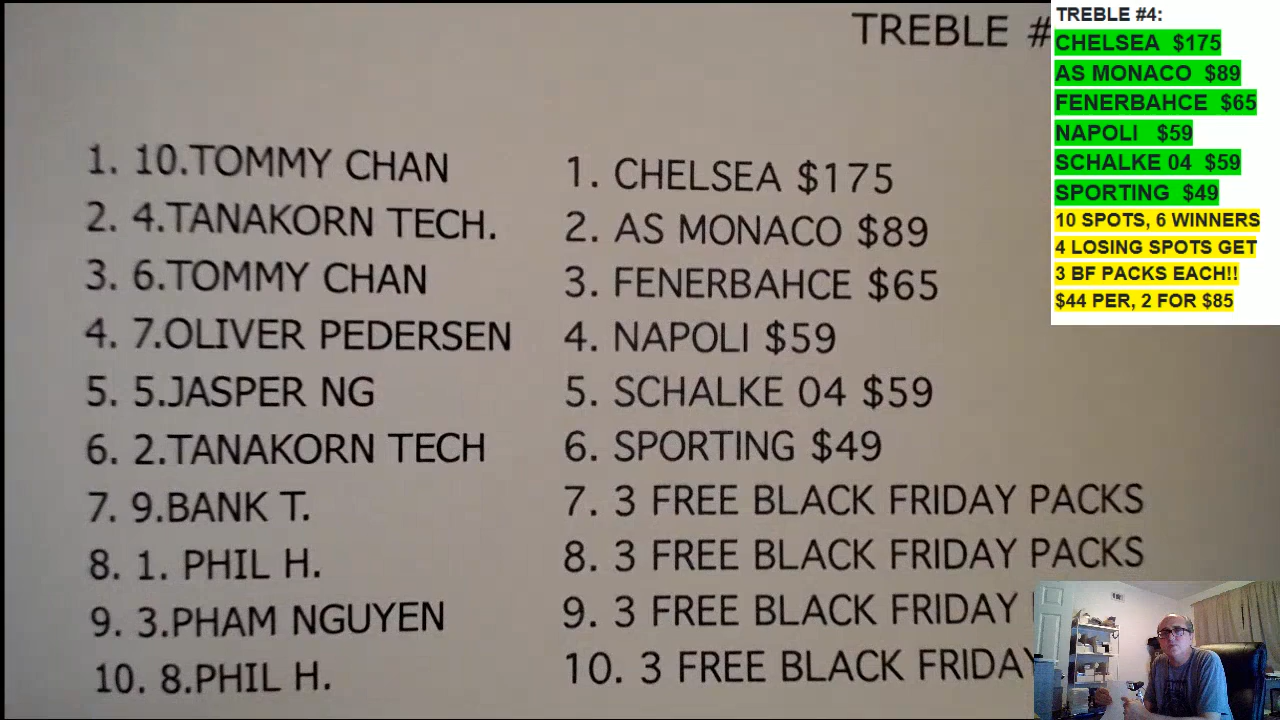 TREBLE #
1. 10.TOMMY CHAN
2. 4.TANAKORN TECH.
3. 6.TOMMY CHAN
4. 7.OLIVER PEDERSEN
5. 5.JASPER NG
6. 2.TANAKORN TECH
7. 9.BANK T.
8. 1. PHIL H.
9. 3.PHAM NGUYEN
10. 8.PHIL H.
1. CHELSEA $175
2. AS MONACO $89
3. FENERBAHCE $65
4. NAPOLI $59
5. SCHALKE 04 $59
6. SPORTING $49
7. 3 FREE BLACK FRIDAY PACKS
8. 3 FREE BLACK FRIDAY PACKS
9. 3 FREE BLACK FRIDAY
10. 3 FREE BLACK FRIDAY
TREBLE #4:
CHELSEA $175
AS MONACO $89
FENERBAHCE $65
NAPOLI $59
SCHALKE 04 $59
SPORTING $49
10 SPOTS, 6 WINNERS
4 LOSING SPOTS GET
3 BF PACKS EACH!!
$44 PER, 2 FOR $85